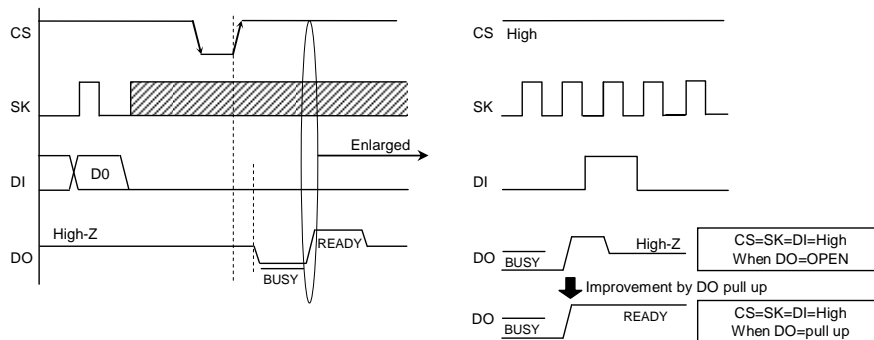 CS
SK
DI
D0
DO
High-Z
BUSY
READY
Enlarged
CS High
SK
DI
DO
BUSY
High-Z
CS=SK=DI=High
When DO=OPEN
Improvement by DO pull up
DO
BUSY
READY
CS=SK=DI=High
When DO=pull up